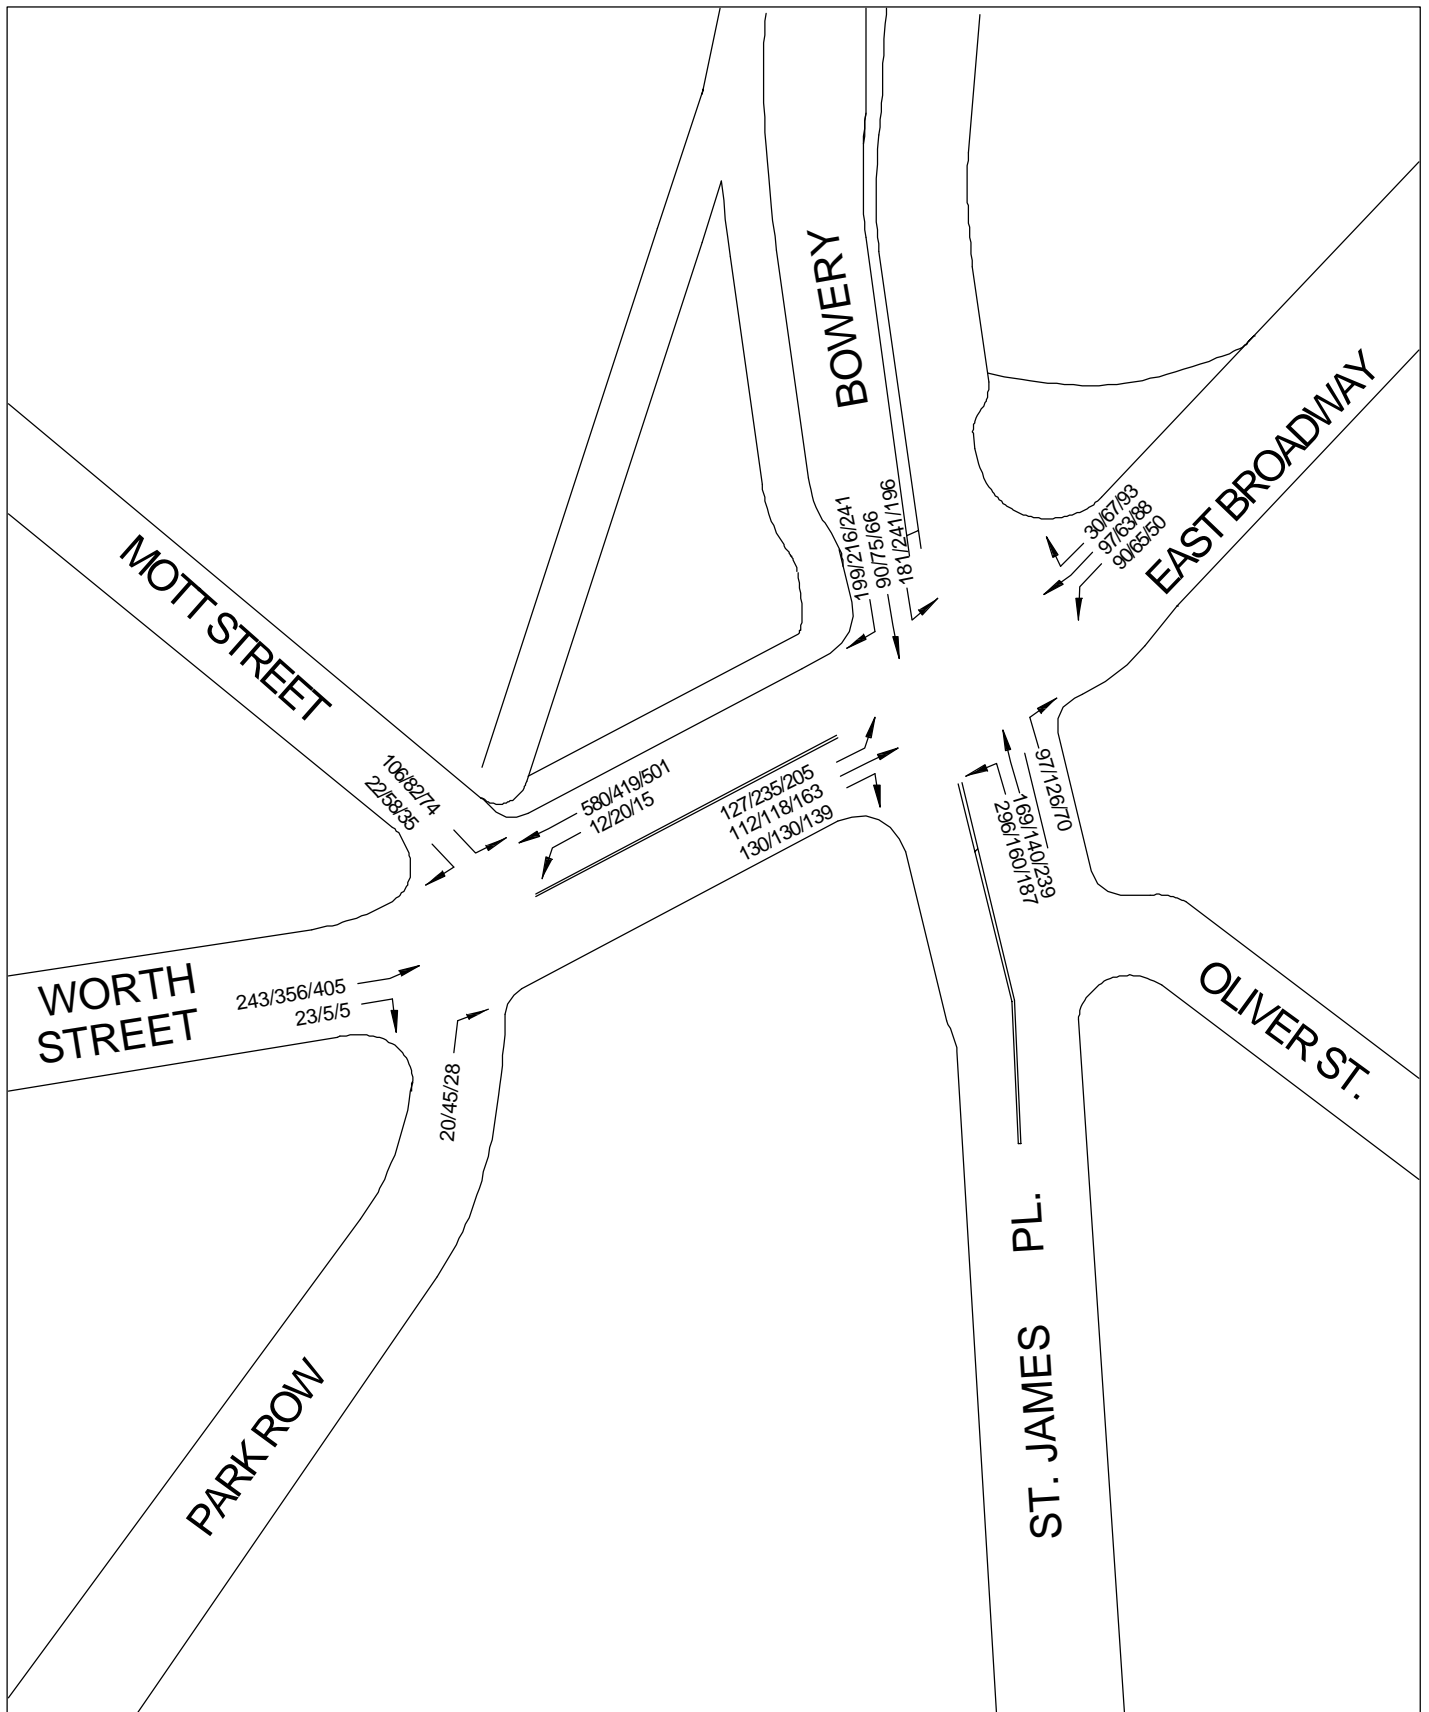 BOWERY
EAST BROADWAY
30/67/93
97/63/88
90/65/50
199/216/241
90/75/66
181/241/196
MOTT STREET
106/82/74
22/58/35
580/419/501
12/20/15
127/235/205
112/118/163
130/130/139
97/126/70
169/140/239
296/160/187
WORTH
STREET
243/356/405
23/5/5
20/45/28
OLIVER ST.
PARK ROW
ST. JAMES PL.